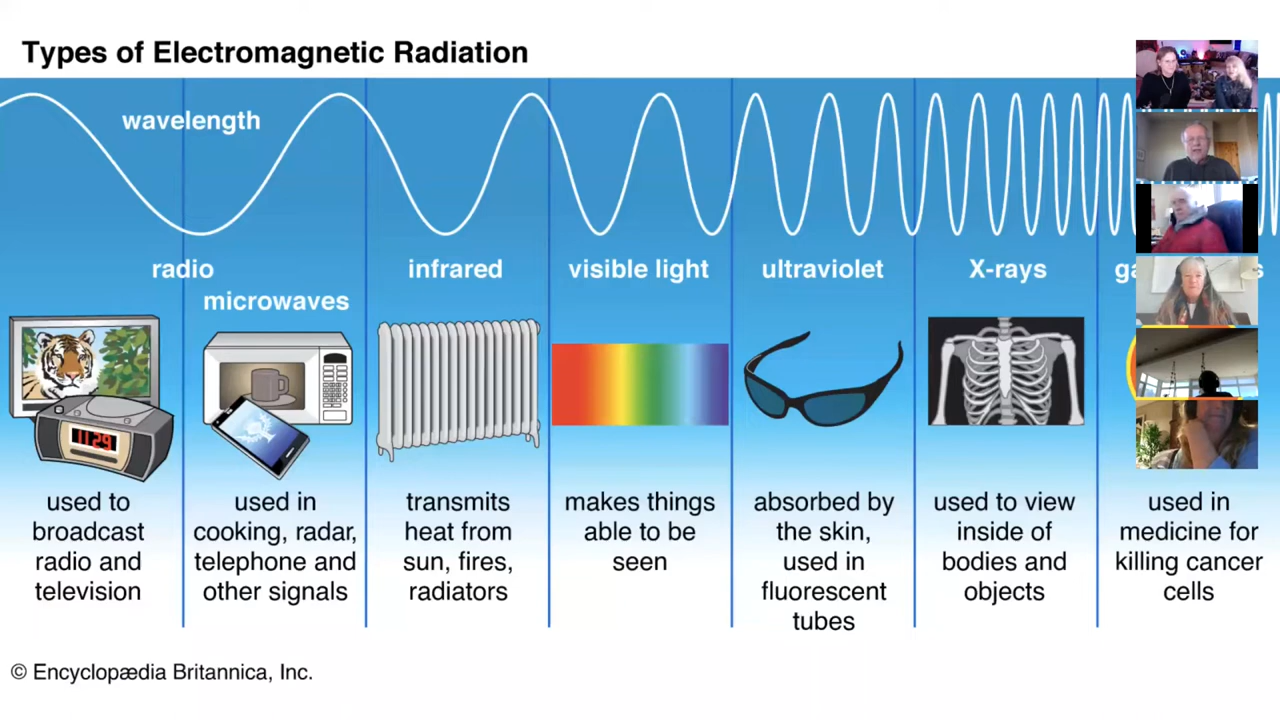 Types of Electromagnetic Radiation
wavelength
radio
microwaves
infrared
visible light
ultraviolet
X-rays
11:29
used to
broadcast
radio and
television
used in
cooking, radar,
telephone and
other signals
transmits
heat from
sun, fires,
radiators
makes things
able to be
seen
absorbed by
the skin,
used in
fluorescent
tubes
used to view
inside of
bodies and
objects
used in
medicine for
killing cancer
cells
© Encyclopædia Britannica, Inc.